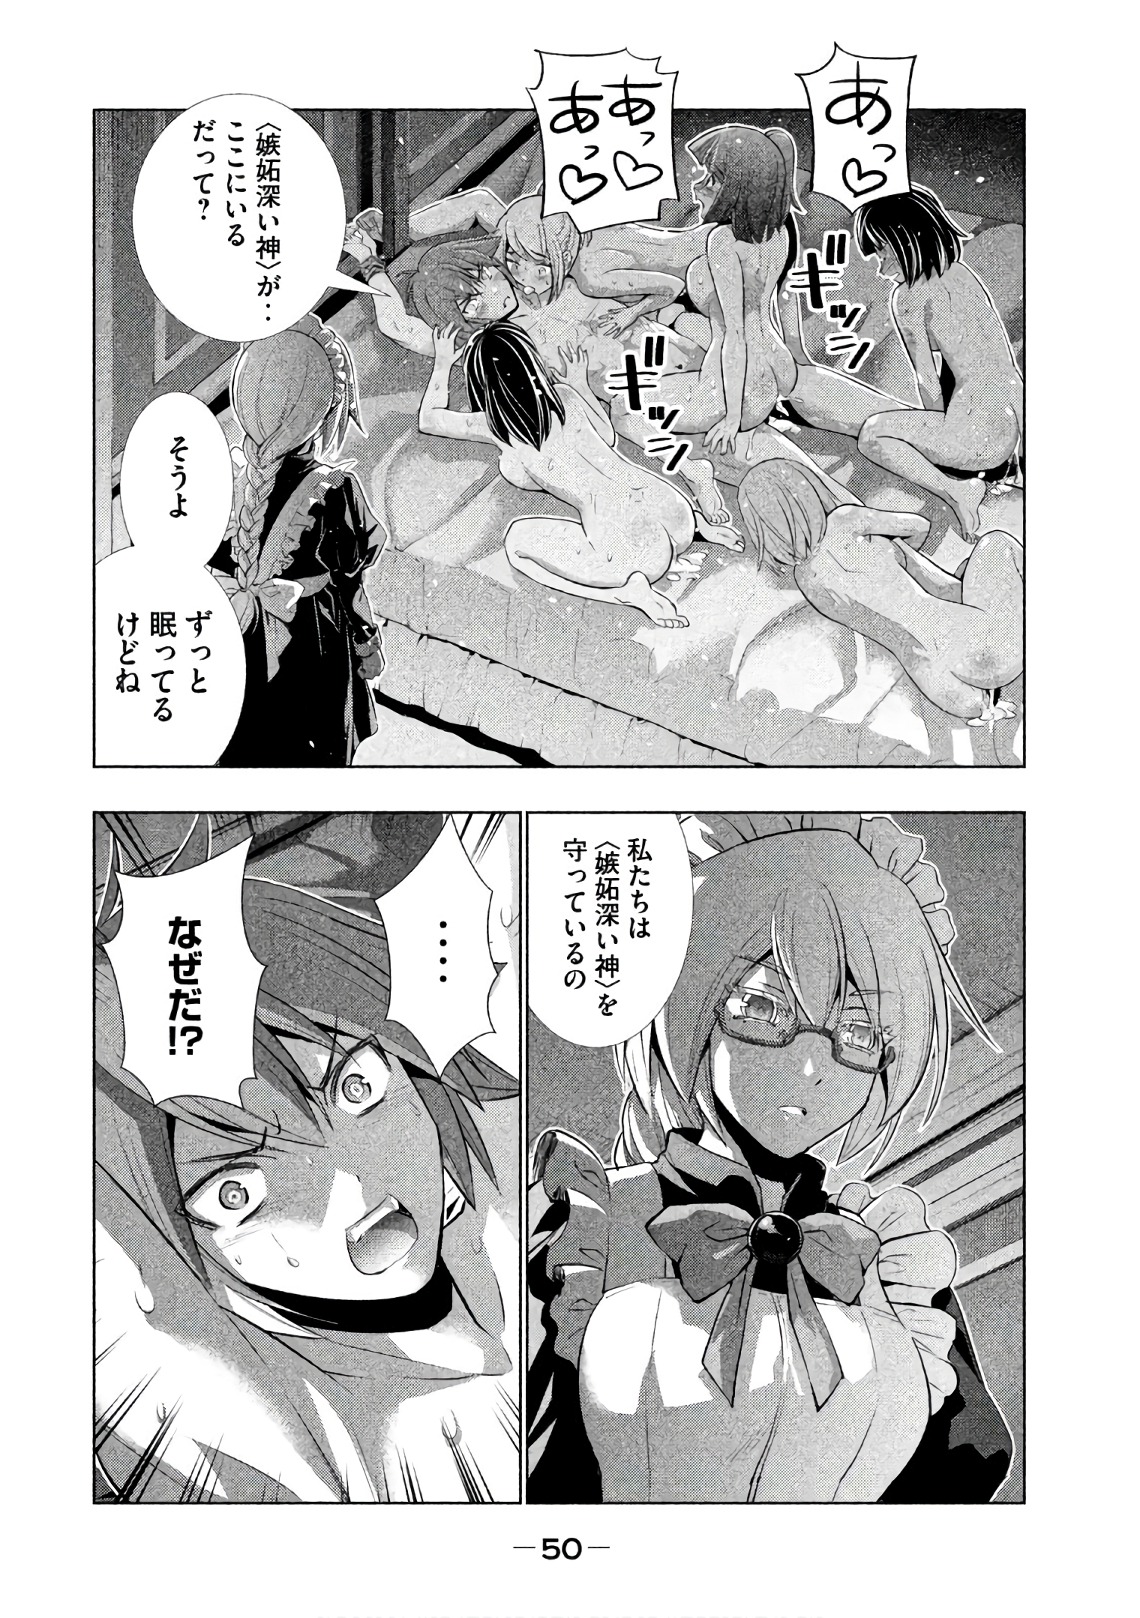 あっ♡
あっ♡
あっ♡
ギッシ
ギッシ
〈嫉妬深い神〉が‥
ここにいる
だって?
そうよ
ずっと
眠ってる
けどね
私たちは
〈嫉妬深い神〉を
守っているの
・・・・
なぜだ!?
—50—